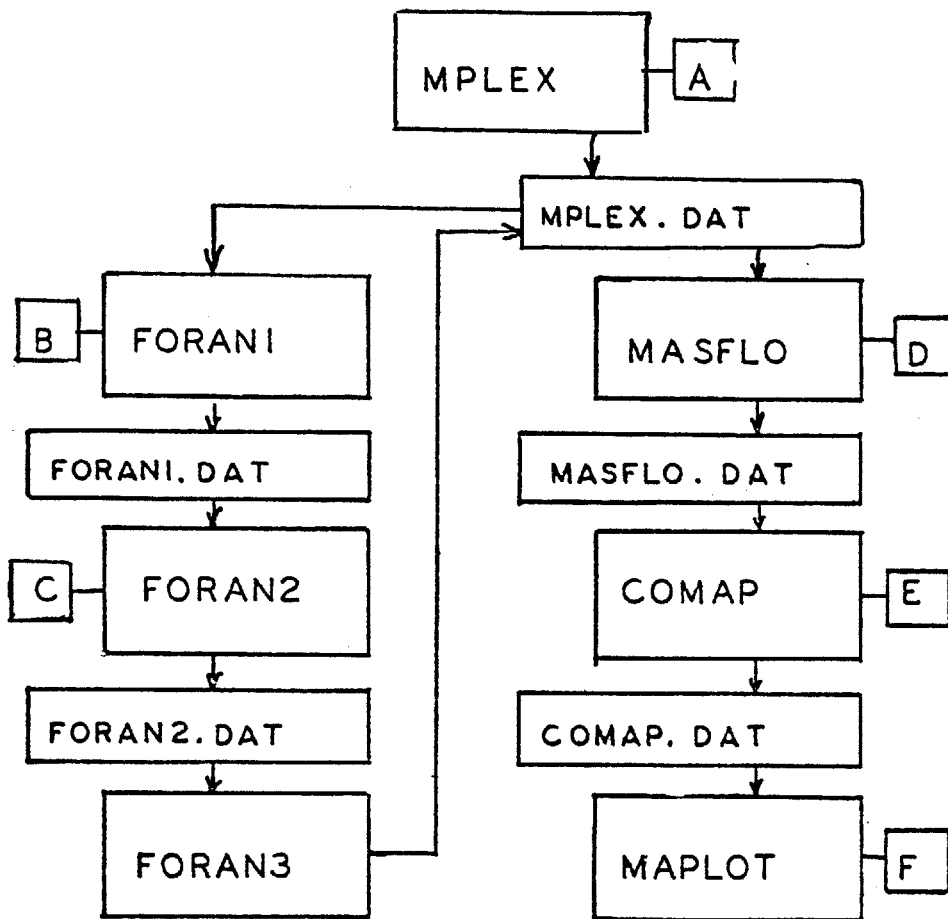 MPLEX
A
MPLEX. DAT
B
FORAN1
MASFLO
D
FORAN1. DAT
MASFLO. DAT
C
FORAN2
COMAP
E
FORAN2. DAT
COMAP. DAT
FORAN3
MAPLOT
F